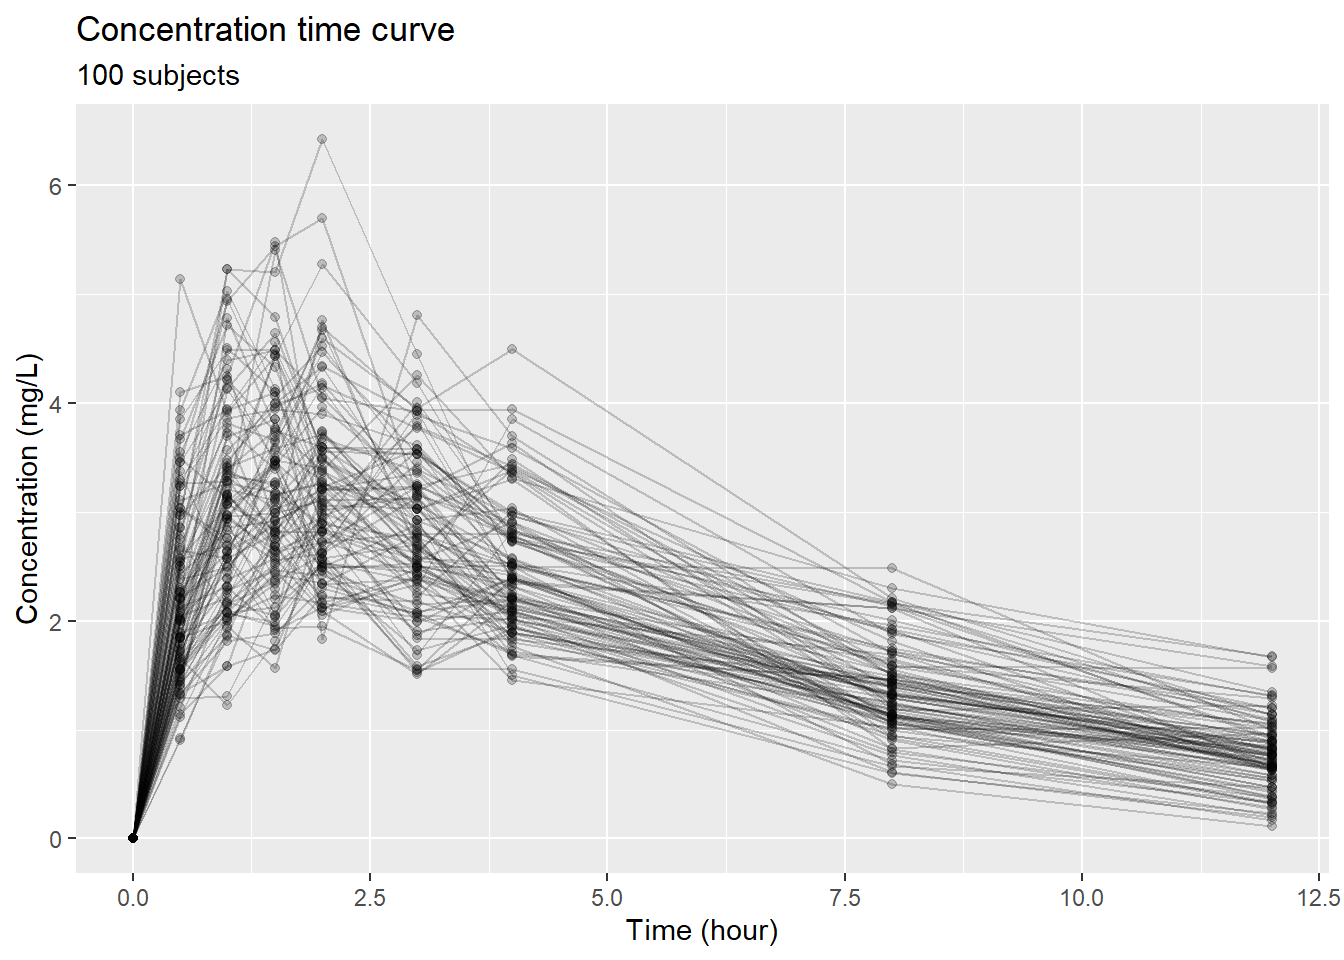 Concentration time curve
100 subjects
Concentration (mg/L)
6
4
2
0
0.0 2.5 5.0 7.5 10.0 12.5
Time (hour)